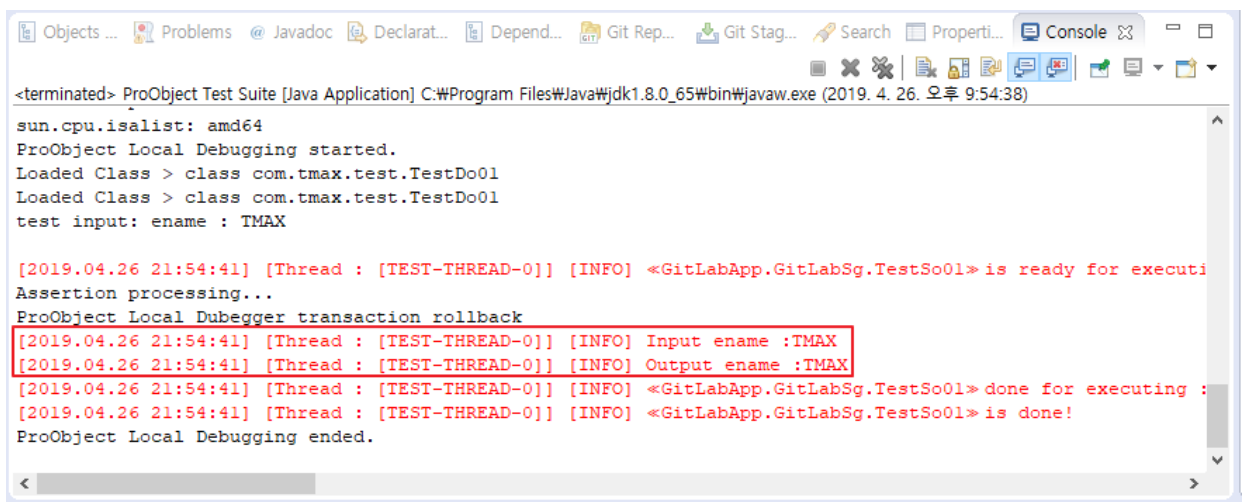 Objects ... Problems @ Javadoc Declarat... Depend... Git Rep... Git Stag... Search Properti... Console
<terminated> ProObject Test Suite [Java Application] C:₩Program Files₩Java₩jdk1.8.0_65₩bin₩javaw.exe (2019. 4. 26. 오후 9:54:38)
sun.cpu.isalist: amd64
ProObject Local Debugging started.
Loaded Class > class com.tmax.test.TestDo01
Loaded Class > class com.tmax.test.TestDo01
test input: ename : TMAX
[2019.04.26 21:54:41] [Thread : [TEST-THREAD-0]] [INFO] ≪GitLabApp.GitLabSg.TestSo01≫ is ready for executi
Assertion processing...
ProObject Local Dubegger transaction rollback
[2019.04.26 21:54:41] [Thread : [TEST-THREAD-0]] [INFO] Input ename :TMAX
[2019.04.26 21:54:41] [Thread : [TEST-THREAD-0]] [INFO] Output ename :TMAX
[2019.04.26 21:54:41] [Thread : [TEST-THREAD-0]] [INFO] ≪GitLabApp.GitLabSg.TestSo01≫ done for executing :
[2019.04.26 21:54:41] [Thread : [TEST-THREAD-0]] [INFO] ≪GitLabApp.GitLabSg.TestSo01≫ is done!
ProObject Local Debugging ended.